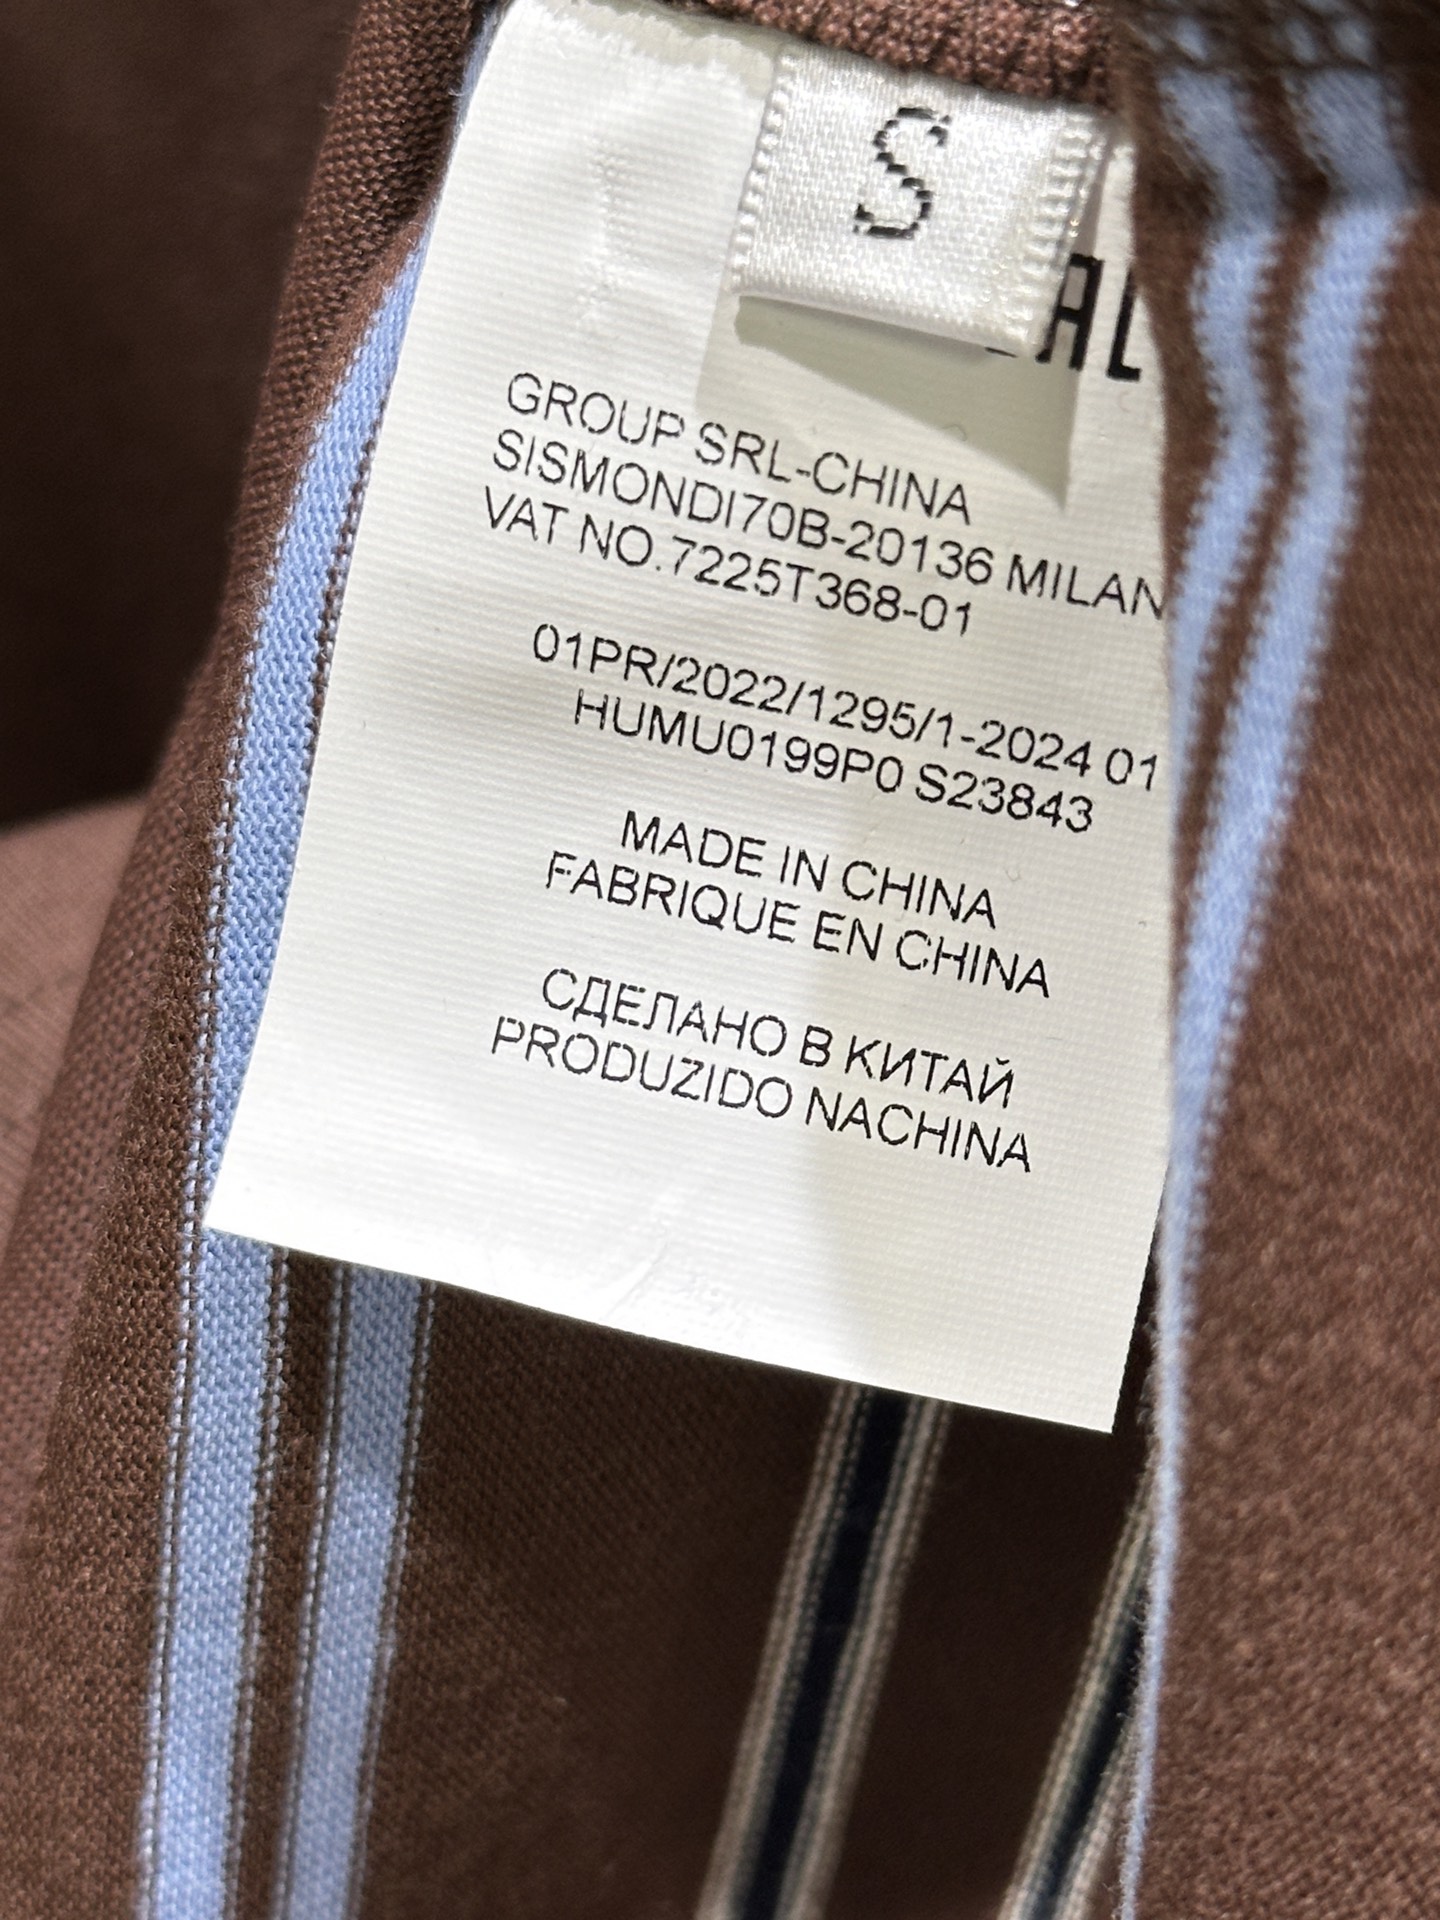 S
GROUP SRL-CHINA
SISMONDI70B-20136 MILAN
VAT NO.7225T368-01
01PR/2022/1295/1-2024 01
HUMU0199P0 S23843
MADE IN CHINA
FABRIQUE EN CHINA
СДЕЛАНО В КИТАЙ
PRODUZIDO NACHINA